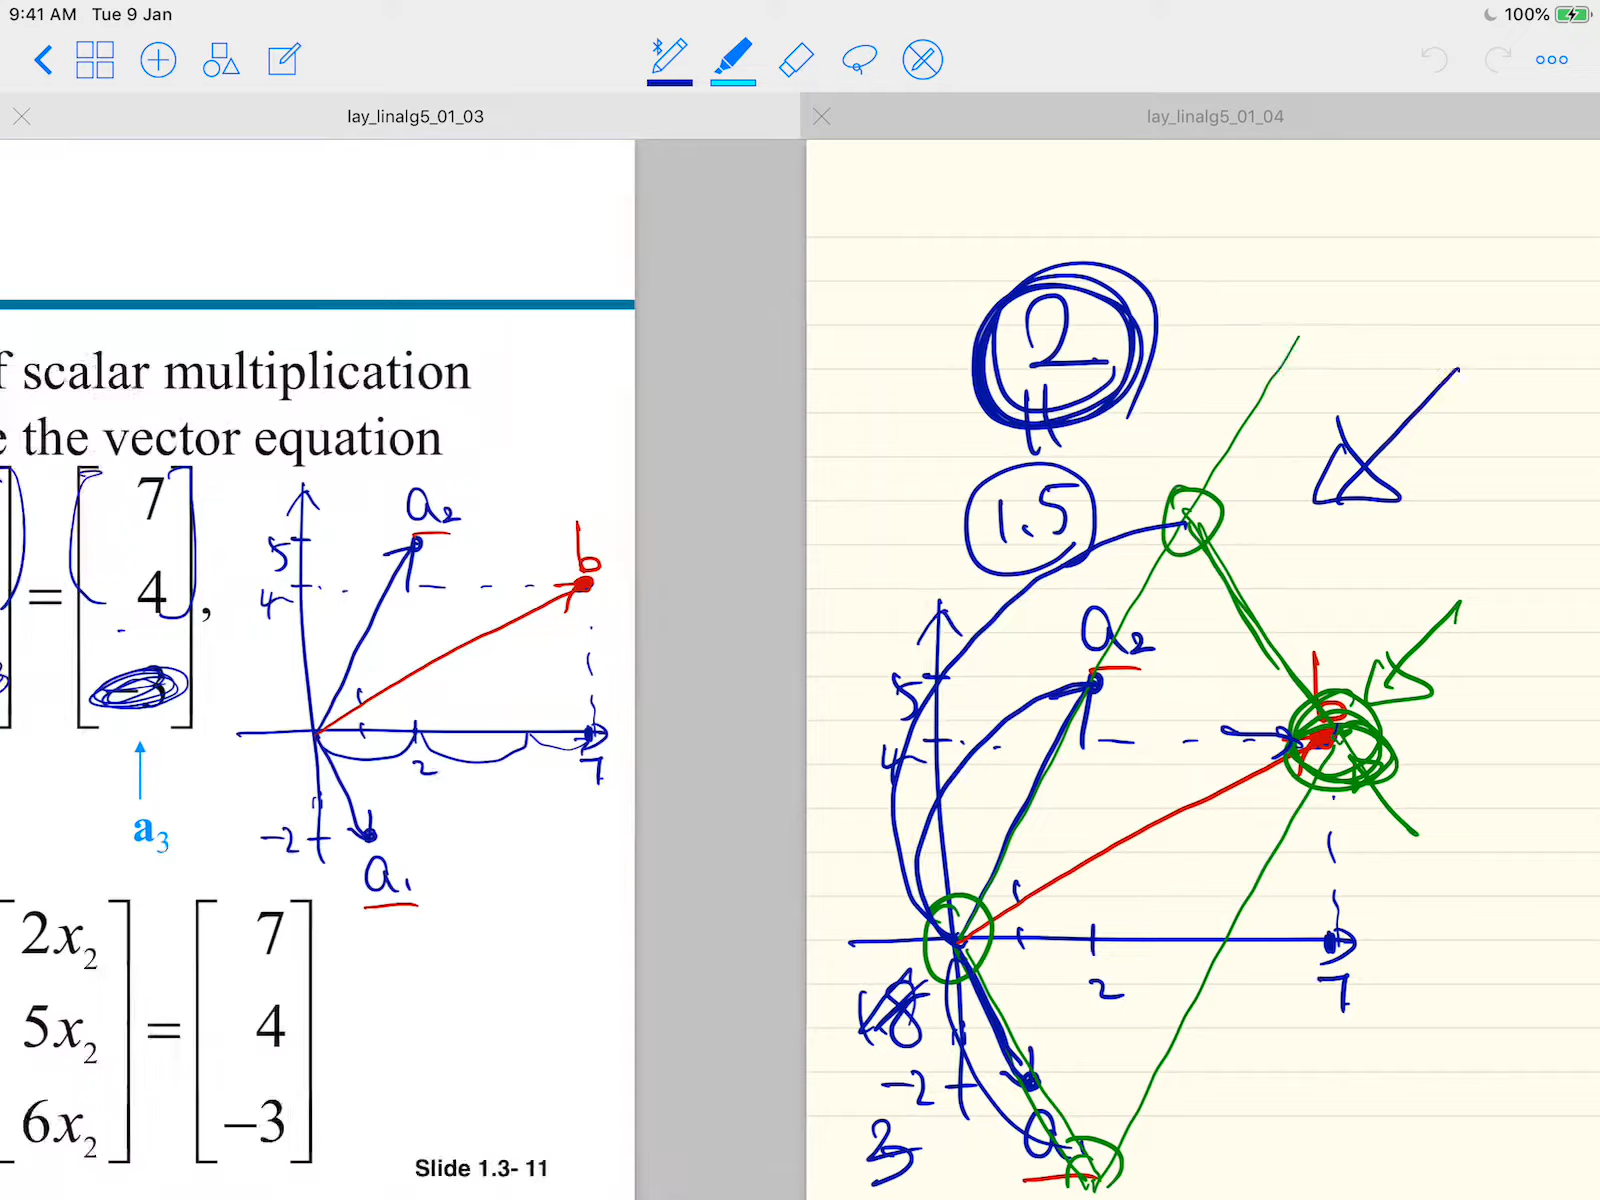 9:41 AM Tue 9 Jan
100%
lay_linalg5_01_03
lay_linalg5_01_04
f scalar multiplication
e the vector equation
= [ 7
4
] ,
a3
2x2
5x2
6x2
=
7
4
−3
Slide 1.3- 11
a2
b
5
4
2
7
−2
a1
2
=
1.5
a2
b
5
4
2
7
−2
3
a